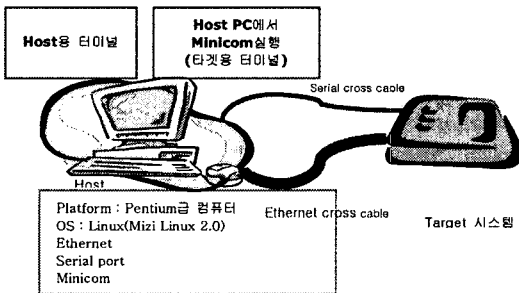 Host용 터미널
Host PC에서
Minicom실행
(타겟용 터미널)
Serial cross cable
Host
Ethernet cross cable
Target 시스템
Platform : Pentium급 컴퓨터
OS : Linux(Mizi Linux 2.0)
Ethernet
Serial port
Minicom